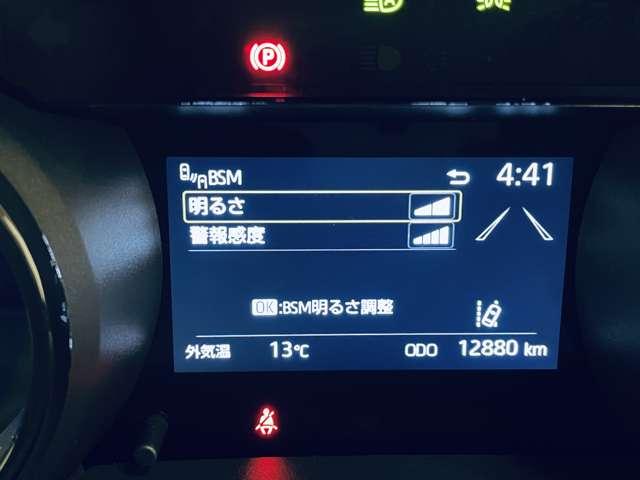 P
BSM
4:41
明るさ
警報感度
OK:BSM明るさ調整
外気温 13℃ ODO 12880 km